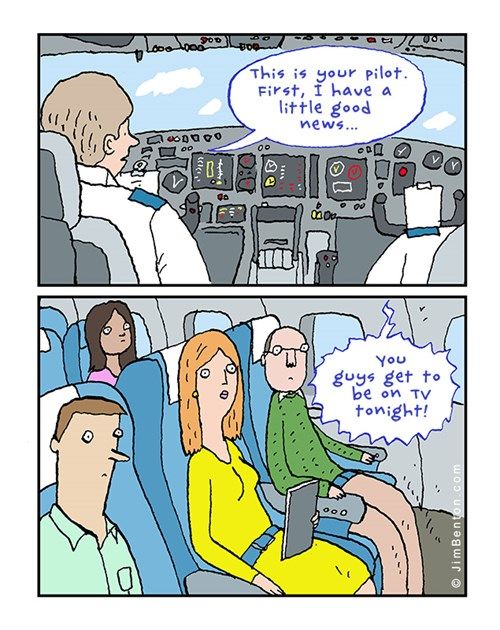 This is your pilot.
First, I have a
little good
news...
You
guys get to
be on TV
tonight!
© JimBenton.com